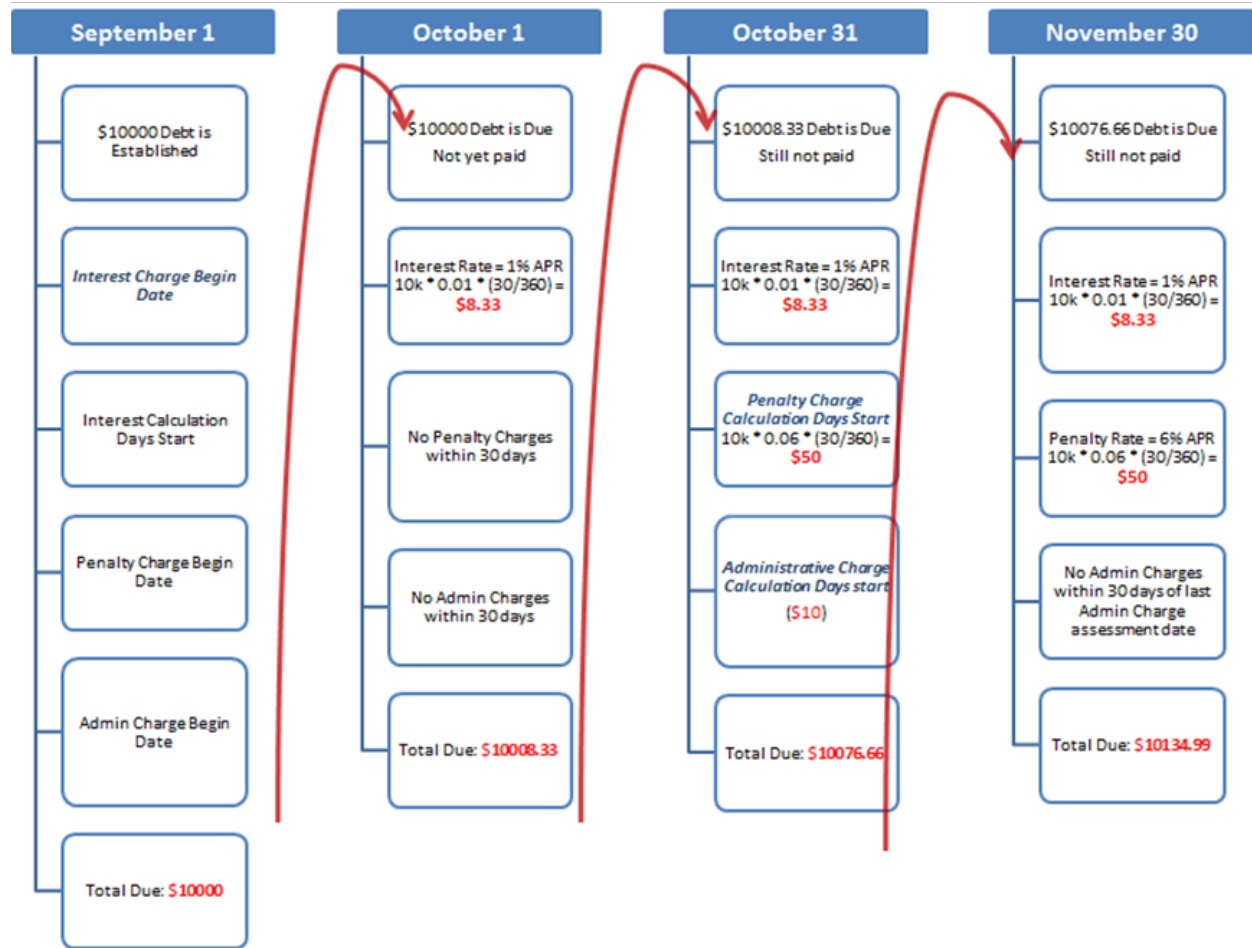 September 1
$10000 Debt is
Established
Interest Charge Begin
Date
Interest Calculation
Days Start
Penalty Charge Begin
Date
Admin Charge Begin
Date
Total Due: $10000
October 1
$10000 Debt is Due
Not yet paid
Interest Rate = 1% APR
10k * 0.01 * (30/360) =
$8.33
No Penalty Charges
within 30 days
No Admin Charges
within 30 days
Total Due: $10008.33
October 31
$10008.33 Debt is Due
Still not paid
Interest Rate = 1% APR
10k * 0.01 * (30/360) =
$8.33
Penalty Charge
Calculation Days Start
10k * 0.06 * (30/360) =
$50
Administrative Charge
Calculation Days start
($10)
Total Due: $10076.66
November 30
$10076.66 Debt is Due
Still not paid
Interest Rate = 1% APR
10k * 0.01 * (30/360) =
$8.33
Penalty Rate = 6% APR
10k * 0.06 * (30/360) =
$50
No Admin Charges
within 30 days of last
Admin Charge
assessment date
Total Due: $10134.99